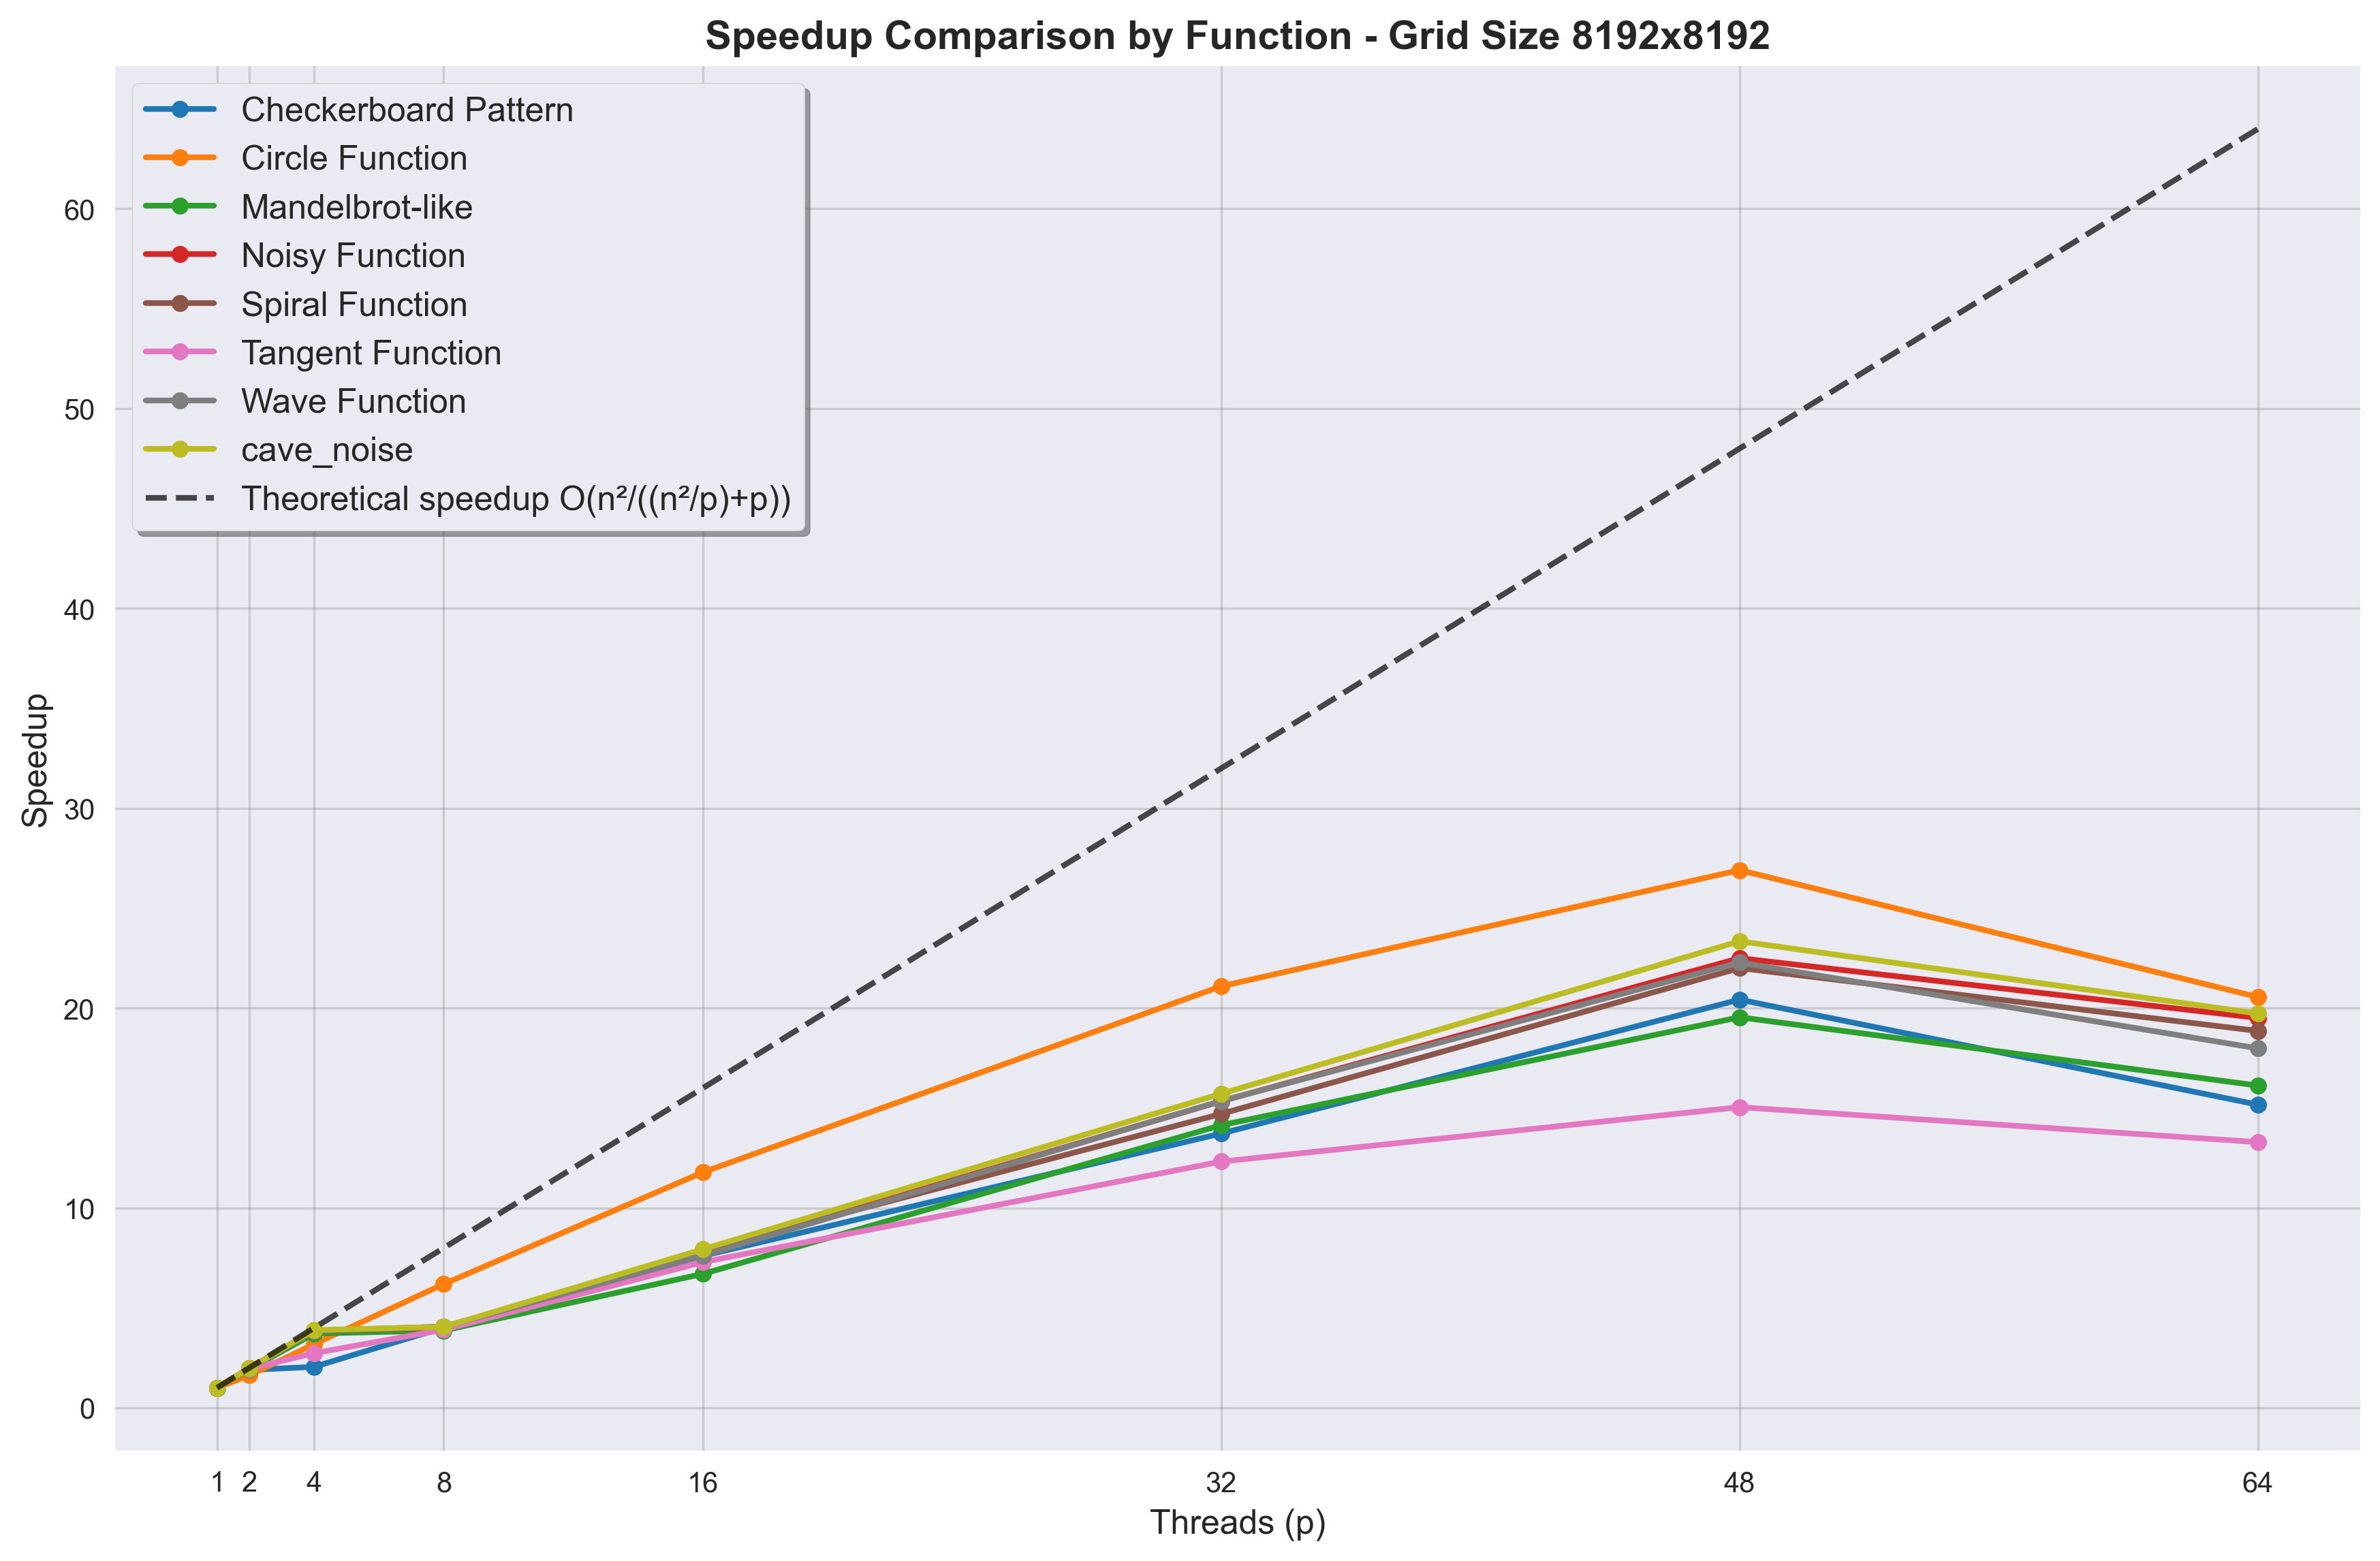 Speedup Comparison by Function - Grid Size 8192x8192
Checkerboard Pattern
Circle Function
Mandelbrot-like
Noisy Function
Spiral Function
Tangent Function
Wave Function
cave_noise
Theoretical speedup O(n²/((n²/p)+p))
60
50
40
30
20
10
0
Speedup
1 2 4 8 16 32 48 64
Threads (p)